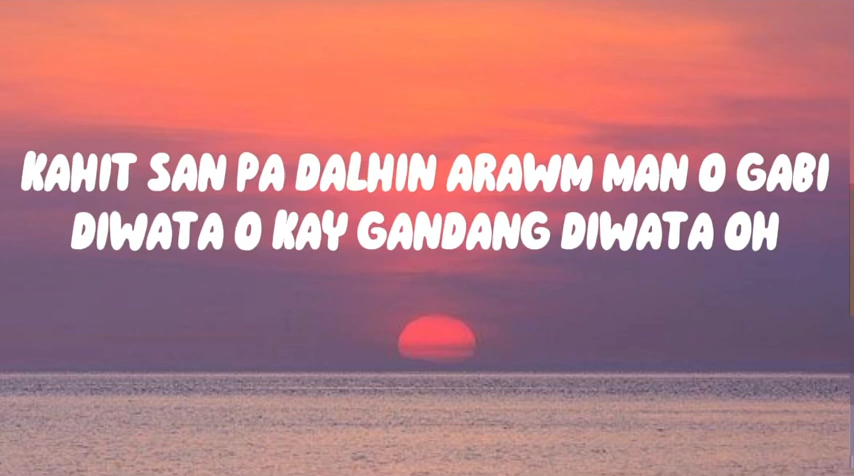 KAHIT SAN PA DALHIN ARAWM MAN O GABI
DIWATA O KAY GANDANG DIWATA OH